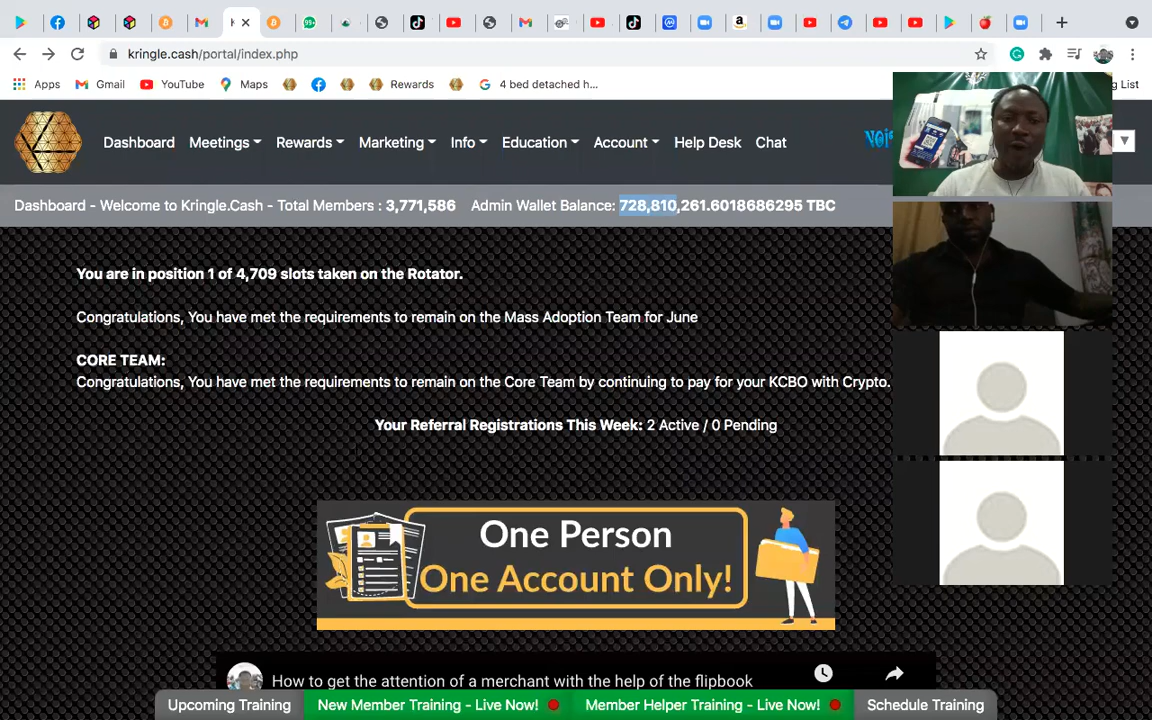 99+
kringle.cash/portal/index.php
Apps Gmail YouTube Maps Rewards 4 bed detached h...
Dashboard Meetings Rewards Marketing Info Education Account Help Desk Chat
Dashboard - Welcome to Kringle.Cash - Total Members : 3,771,586 Admin Wallet Balance: 728,810,261.6018686295 TBC
You are in position 1 of 4,709 slots taken on the Rotator.
Congratulations, You have met the requirements to remain on the Mass Adoption Team for June
CORE TEAM:
Congratulations, You have met the requirements to remain on the Core Team by continuing to pay for your KCBO with Crypto.
Your Referral Registrations This Week: 2 Active / 0 Pending
One Person
One Account Only!
How to get the attention of a merchant with the help of the flipbook
Upcoming Training New Member Training - Live Now! Member Helper Training - Live Now! Schedule Training